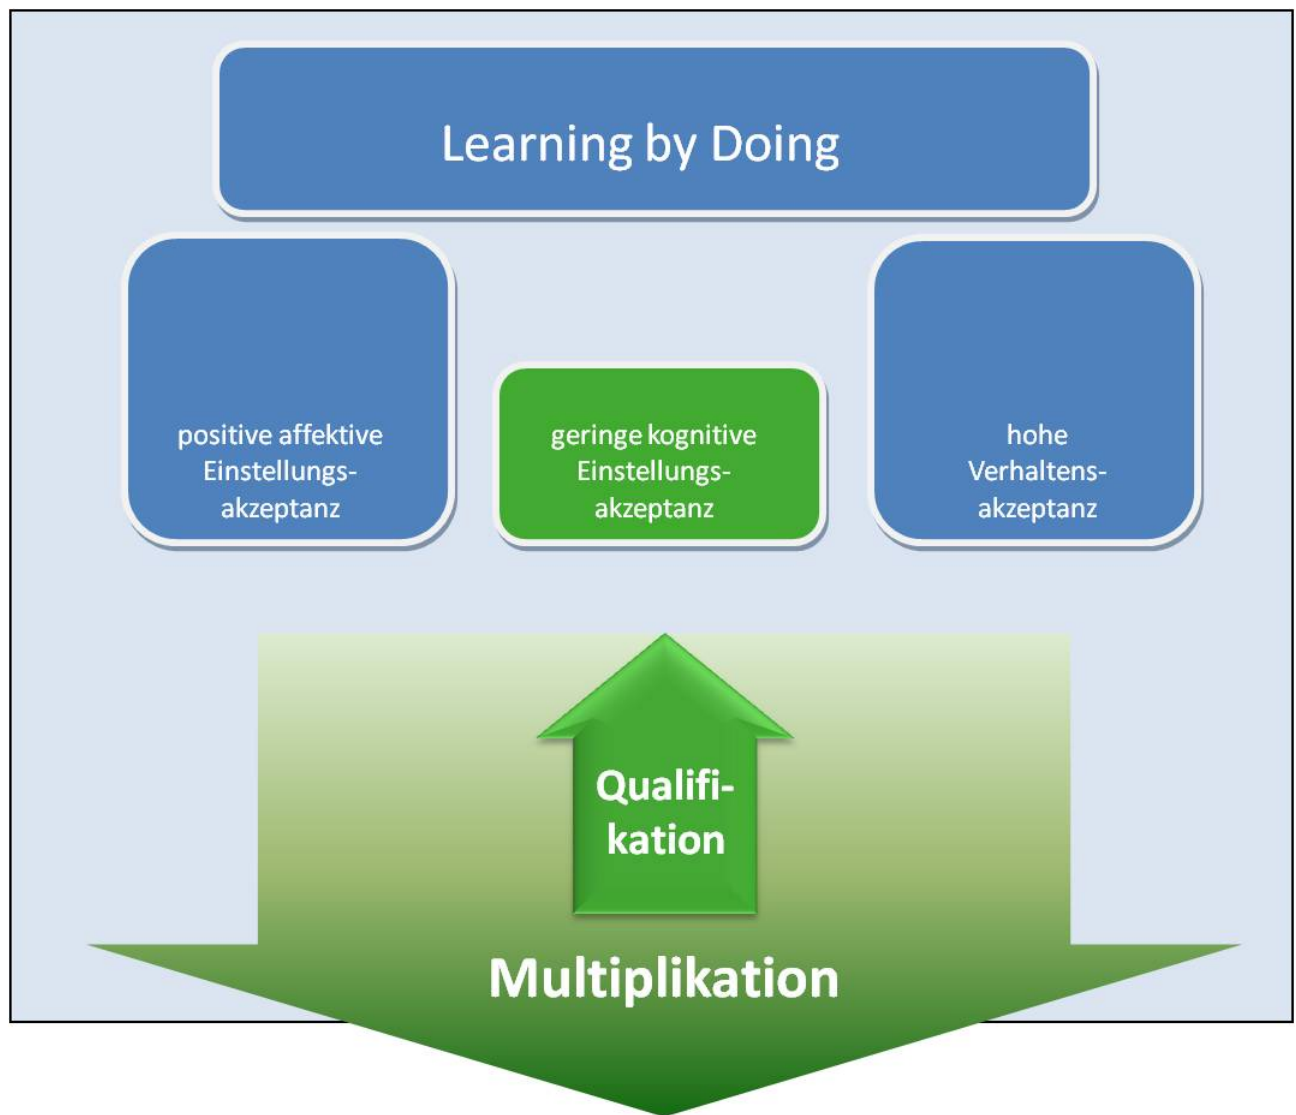 Learning by Doing
positive affektive
Einstellungs-
akzeptanz
geringe kognitive
Einstellungs-
akzeptanz
hohe
Verhaltens-
akzeptanz
Qualifi-
kation
Multiplikation